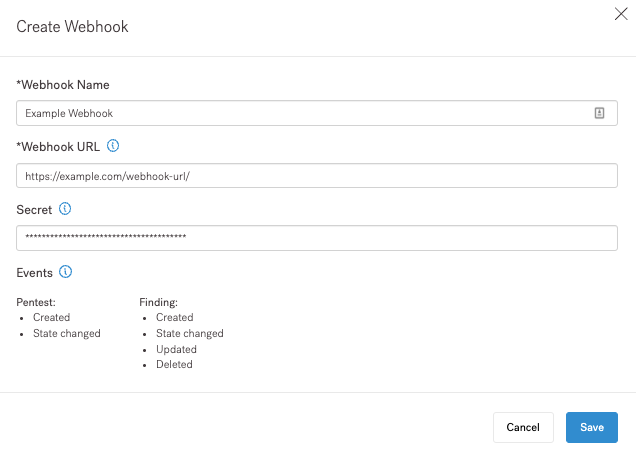 Create Webhook
*Webhook Name
Example Webhook
*Webhook URL
https://example.com/webhook-url/
Secret
****************************************
Events
Pentest:
• Created
• State changed
Finding:
• Created
• State changed
• Updated
• Deleted
Cancel
Save